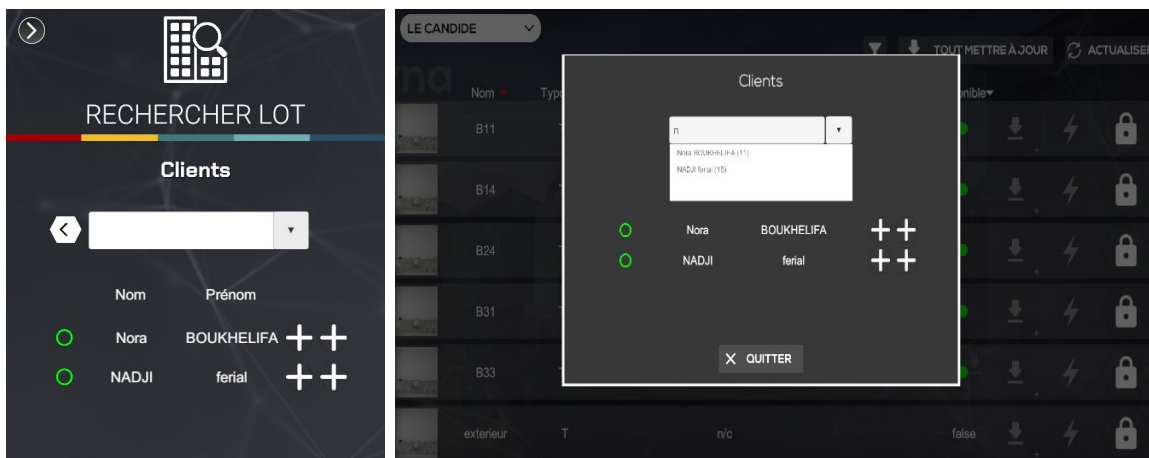 RECHERCHER LOT
Clients
Nom Prénom
Nora BOUKHELIFA
NADJI ferial
LE CANDIDE
TOUT METTRE À JOUR ACTUALISER
Nom
B11
B14
B24
B31
B33
exterieur T n/c false
Clients
n
Nora BOUKHELIFA (11)
NADJI ferial (15)
Nora BOUKHELIFA
NADJI ferial
X QUITTER